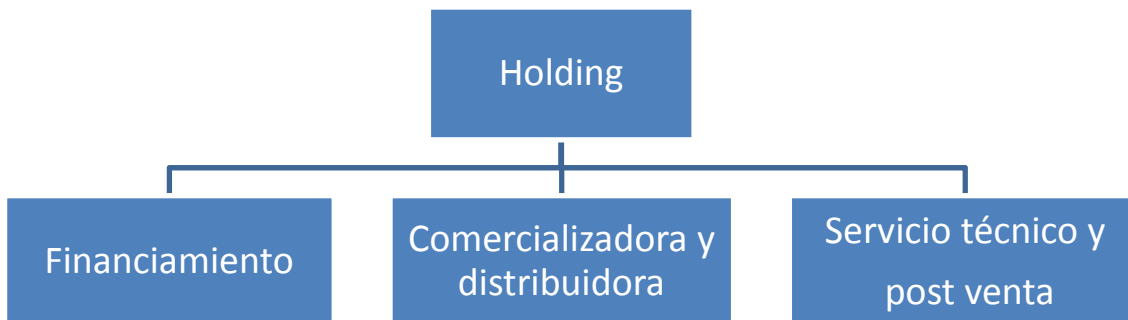 Holding
Financiamiento
Comercializadora y
distribuidora
Servicio técnico y
post venta